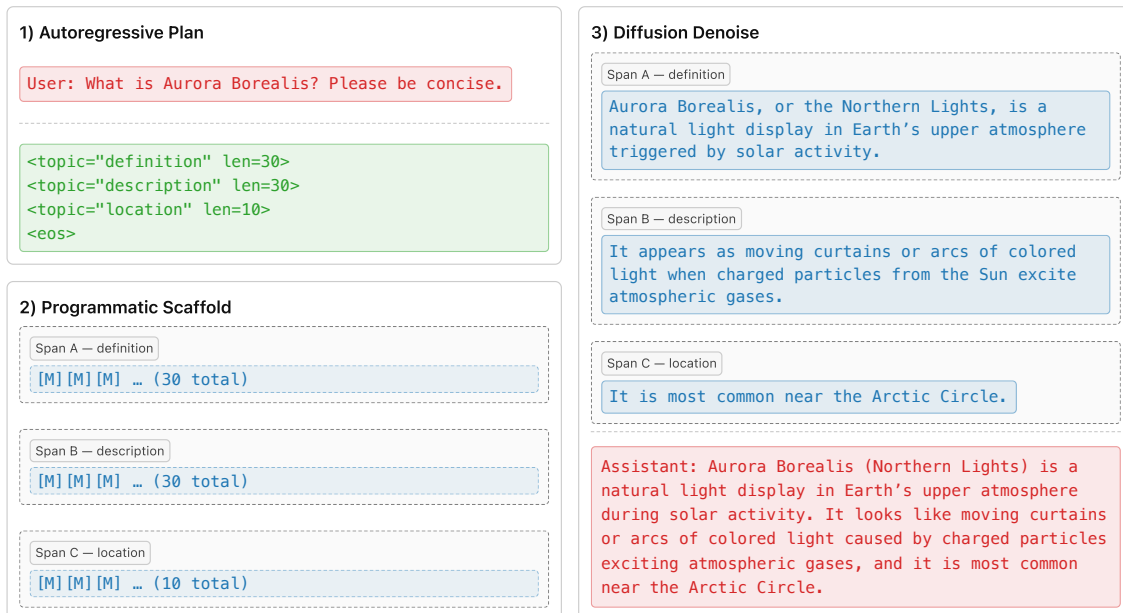 1) Autoregressive Plan
User: What is Aurora Borealis? Please be concise.
<topic="definition" len=30>
<topic="description" len=30>
<topic="location" len=10>
<eos>
2) Programmatic Scaffold
Span A — definition
[M][M][M] … (30 total)
Span B — description
[M][M][M] … (30 total)
Span C — location
[M][M][M] … (10 total)
3) Diffusion Denoise
Span A — definition
Aurora Borealis, or the Northern Lights, is a
natural light display in Earth’s upper atmosphere
triggered by solar activity.
Span B — description
It appears as moving curtains or arcs of colored
light when charged particles from the Sun excite
atmospheric gases.
Span C — location
It is most common near the Arctic Circle.
Assistant: Aurora Borealis (Northern Lights) is a
natural light display in Earth’s upper atmosphere
during solar activity. It looks like moving curtains
or arcs of colored light caused by charged particles
exciting atmospheric gases, and it is most common
near the Arctic Circle.